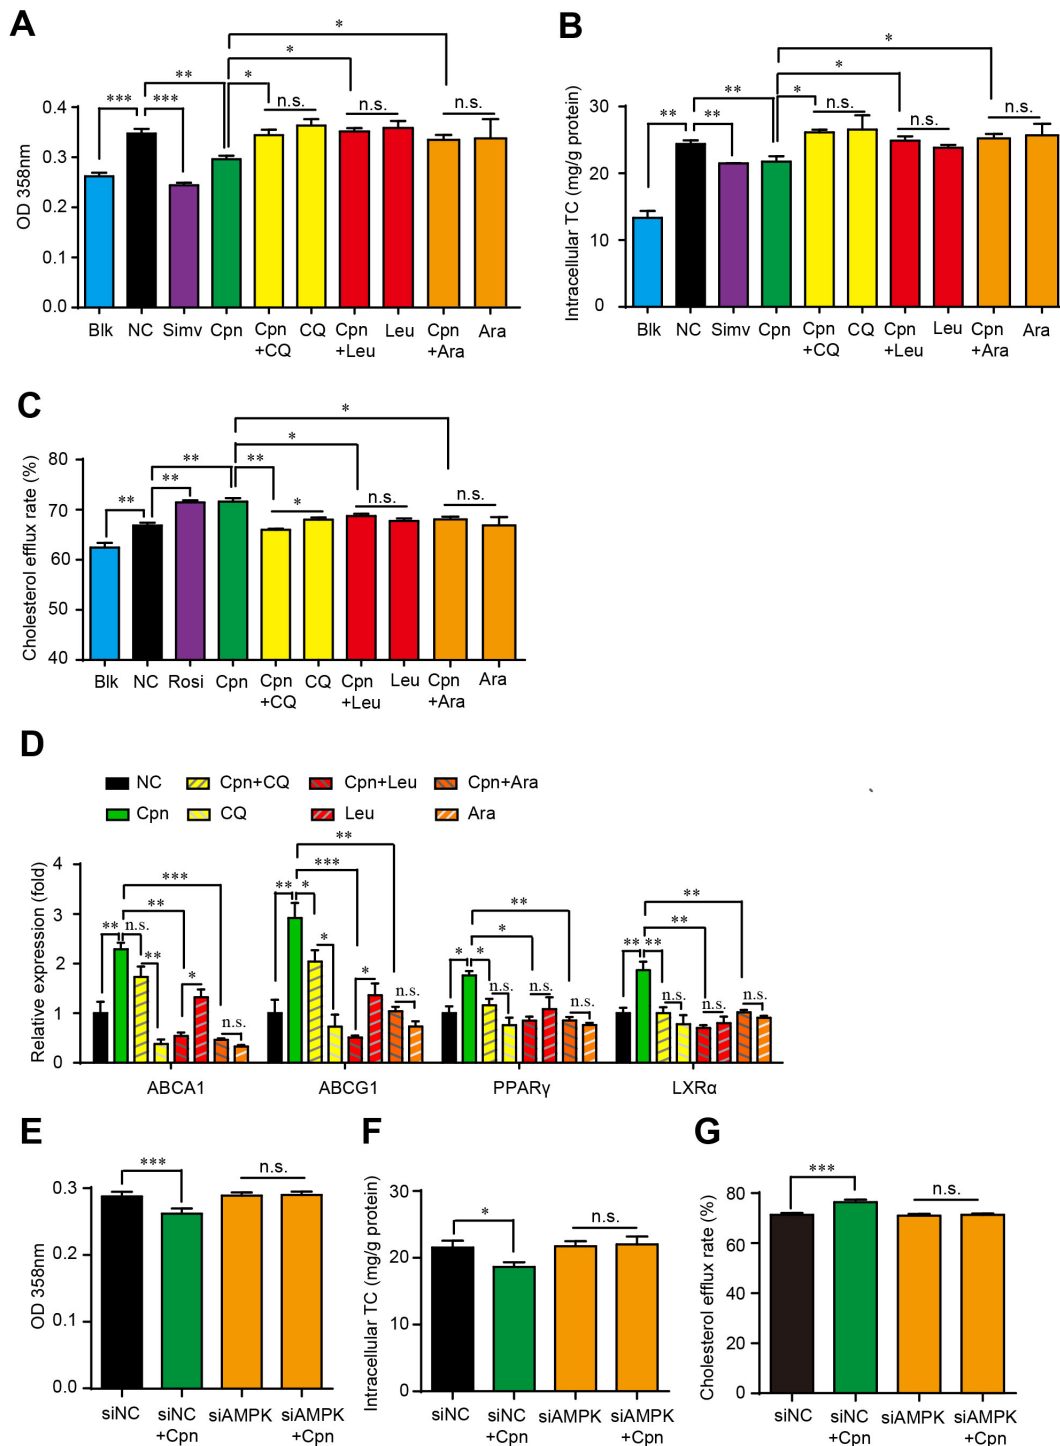 A
*
*
**
*
***
***
n.s.
n.s.
n.s.
OD 358nm
0.4
0.3
0.2
0.1
0.0
Blk NC Simv Cpn Cpn CQ Cpn Leu Cpn Ara
+CQ +Leu +Ara
B
*
*
**
*
**
**
n.s.
n.s.
n.s.
Intracellular TC (mg/g protein)
30
20
10
0
Blk NC Simv Cpn Cpn CQ Cpn Leu Cpn Ara
+CQ +Leu +Ara
C
*
*
**
**
**
**
*
n.s.
n.s.
Cholesterol efflux rate (%)
80
70
60
50
40
Blk NC Rosi Cpn Cpn CQ Cpn Leu Cpn Ara
+CQ +Leu +Ara
D
NC Cpn+CQ Cpn+Leu Cpn+Ara
Cpn CQ Leu Ara
Relative expression (fold)
4
3
2
1
0
***
**
** n.s.
**
*
n.s.
**
***
** *
*
*
n.s.
**
*
* *
n.s. n.s.
n.s.
**
**
** **
n.s.
n.s.
n.s.
ABCA1 ABCG1 PPARγ LXRα
E
***
n.s.
OD 358nm
0.3
0.2
0.1
0.0
siNC siNC siAMPK siAMPK
+Cpn +Cpn
F
*
n.s.
Intracellular TC (mg/g protein)
30
20
10
0
siNC siNC siAMPK siAMPK
+Cpn +Cpn
G
***
n.s.
Cholesterol efflux rate (%)
80
60
40
20
0
siNC siNC siAMPK siAMPK
+Cpn +Cpn